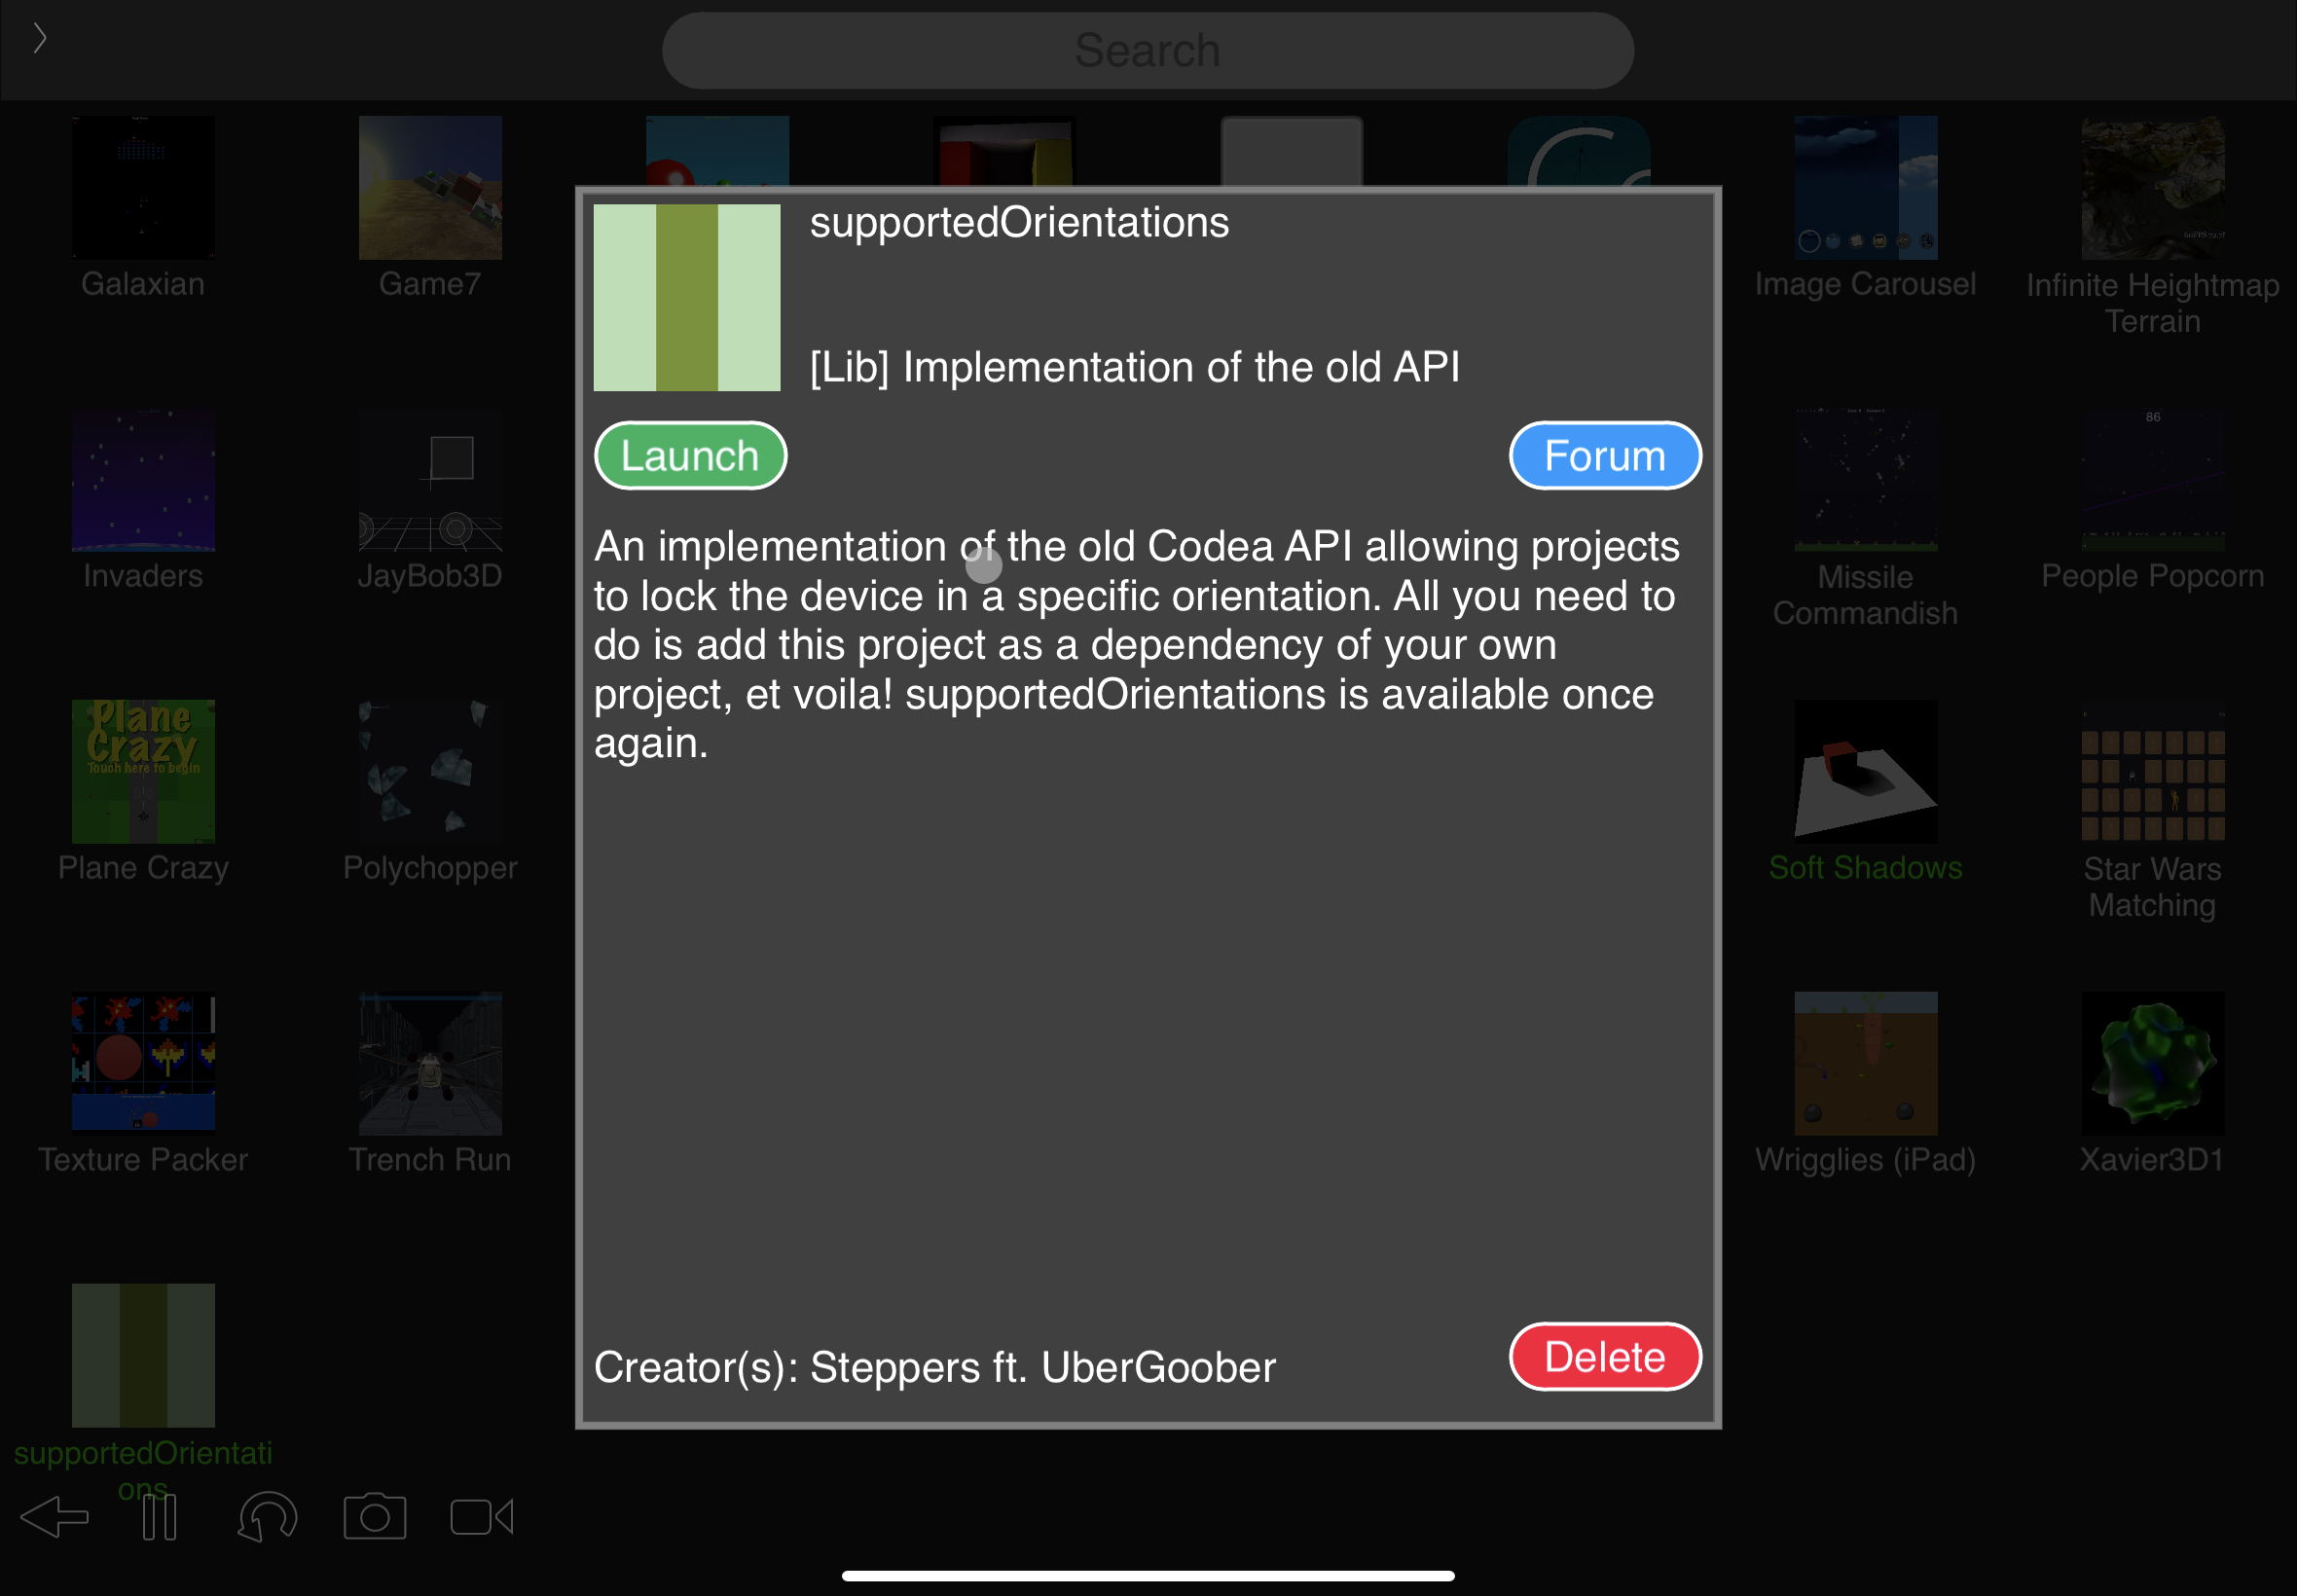 Search
Galaxian
Game7
Image Carousel
Infinite Heightmap
Terrain
supportedOrientations
[Lib] Implementation of the old API
Launch
Forum
An implementation of the old Codea API allowing projects
to lock the device in a specific orientation. All you need to
do is add this project as a dependency of your own
project, et voila! supportedOrientations is available once
again.
Creator(s): Steppers ft. UberGoober
Delete
Invaders
JayBob3D
86
Missile
Commandish
People Popcorn
Plane
Crazy
Touch here to begin
Plane Crazy
Polychopper
Soft Shadows
Star Wars
Matching
Texture Packer
Trench Run
Wrigglies (iPad)
Xavier3D1
supportedOrientati
ons